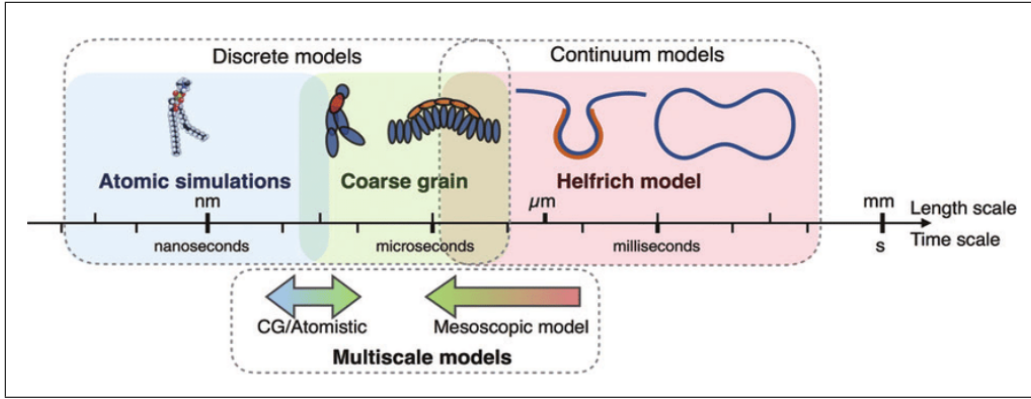 Discrete models
Continuum models
Atomic simulations
Coarse grain
Helfrich model
nm
μm
mm
Length scale
nanoseconds
microseconds
milliseconds
s
Time scale
CG/Atomistic
Mesoscopic model
Multiscale models